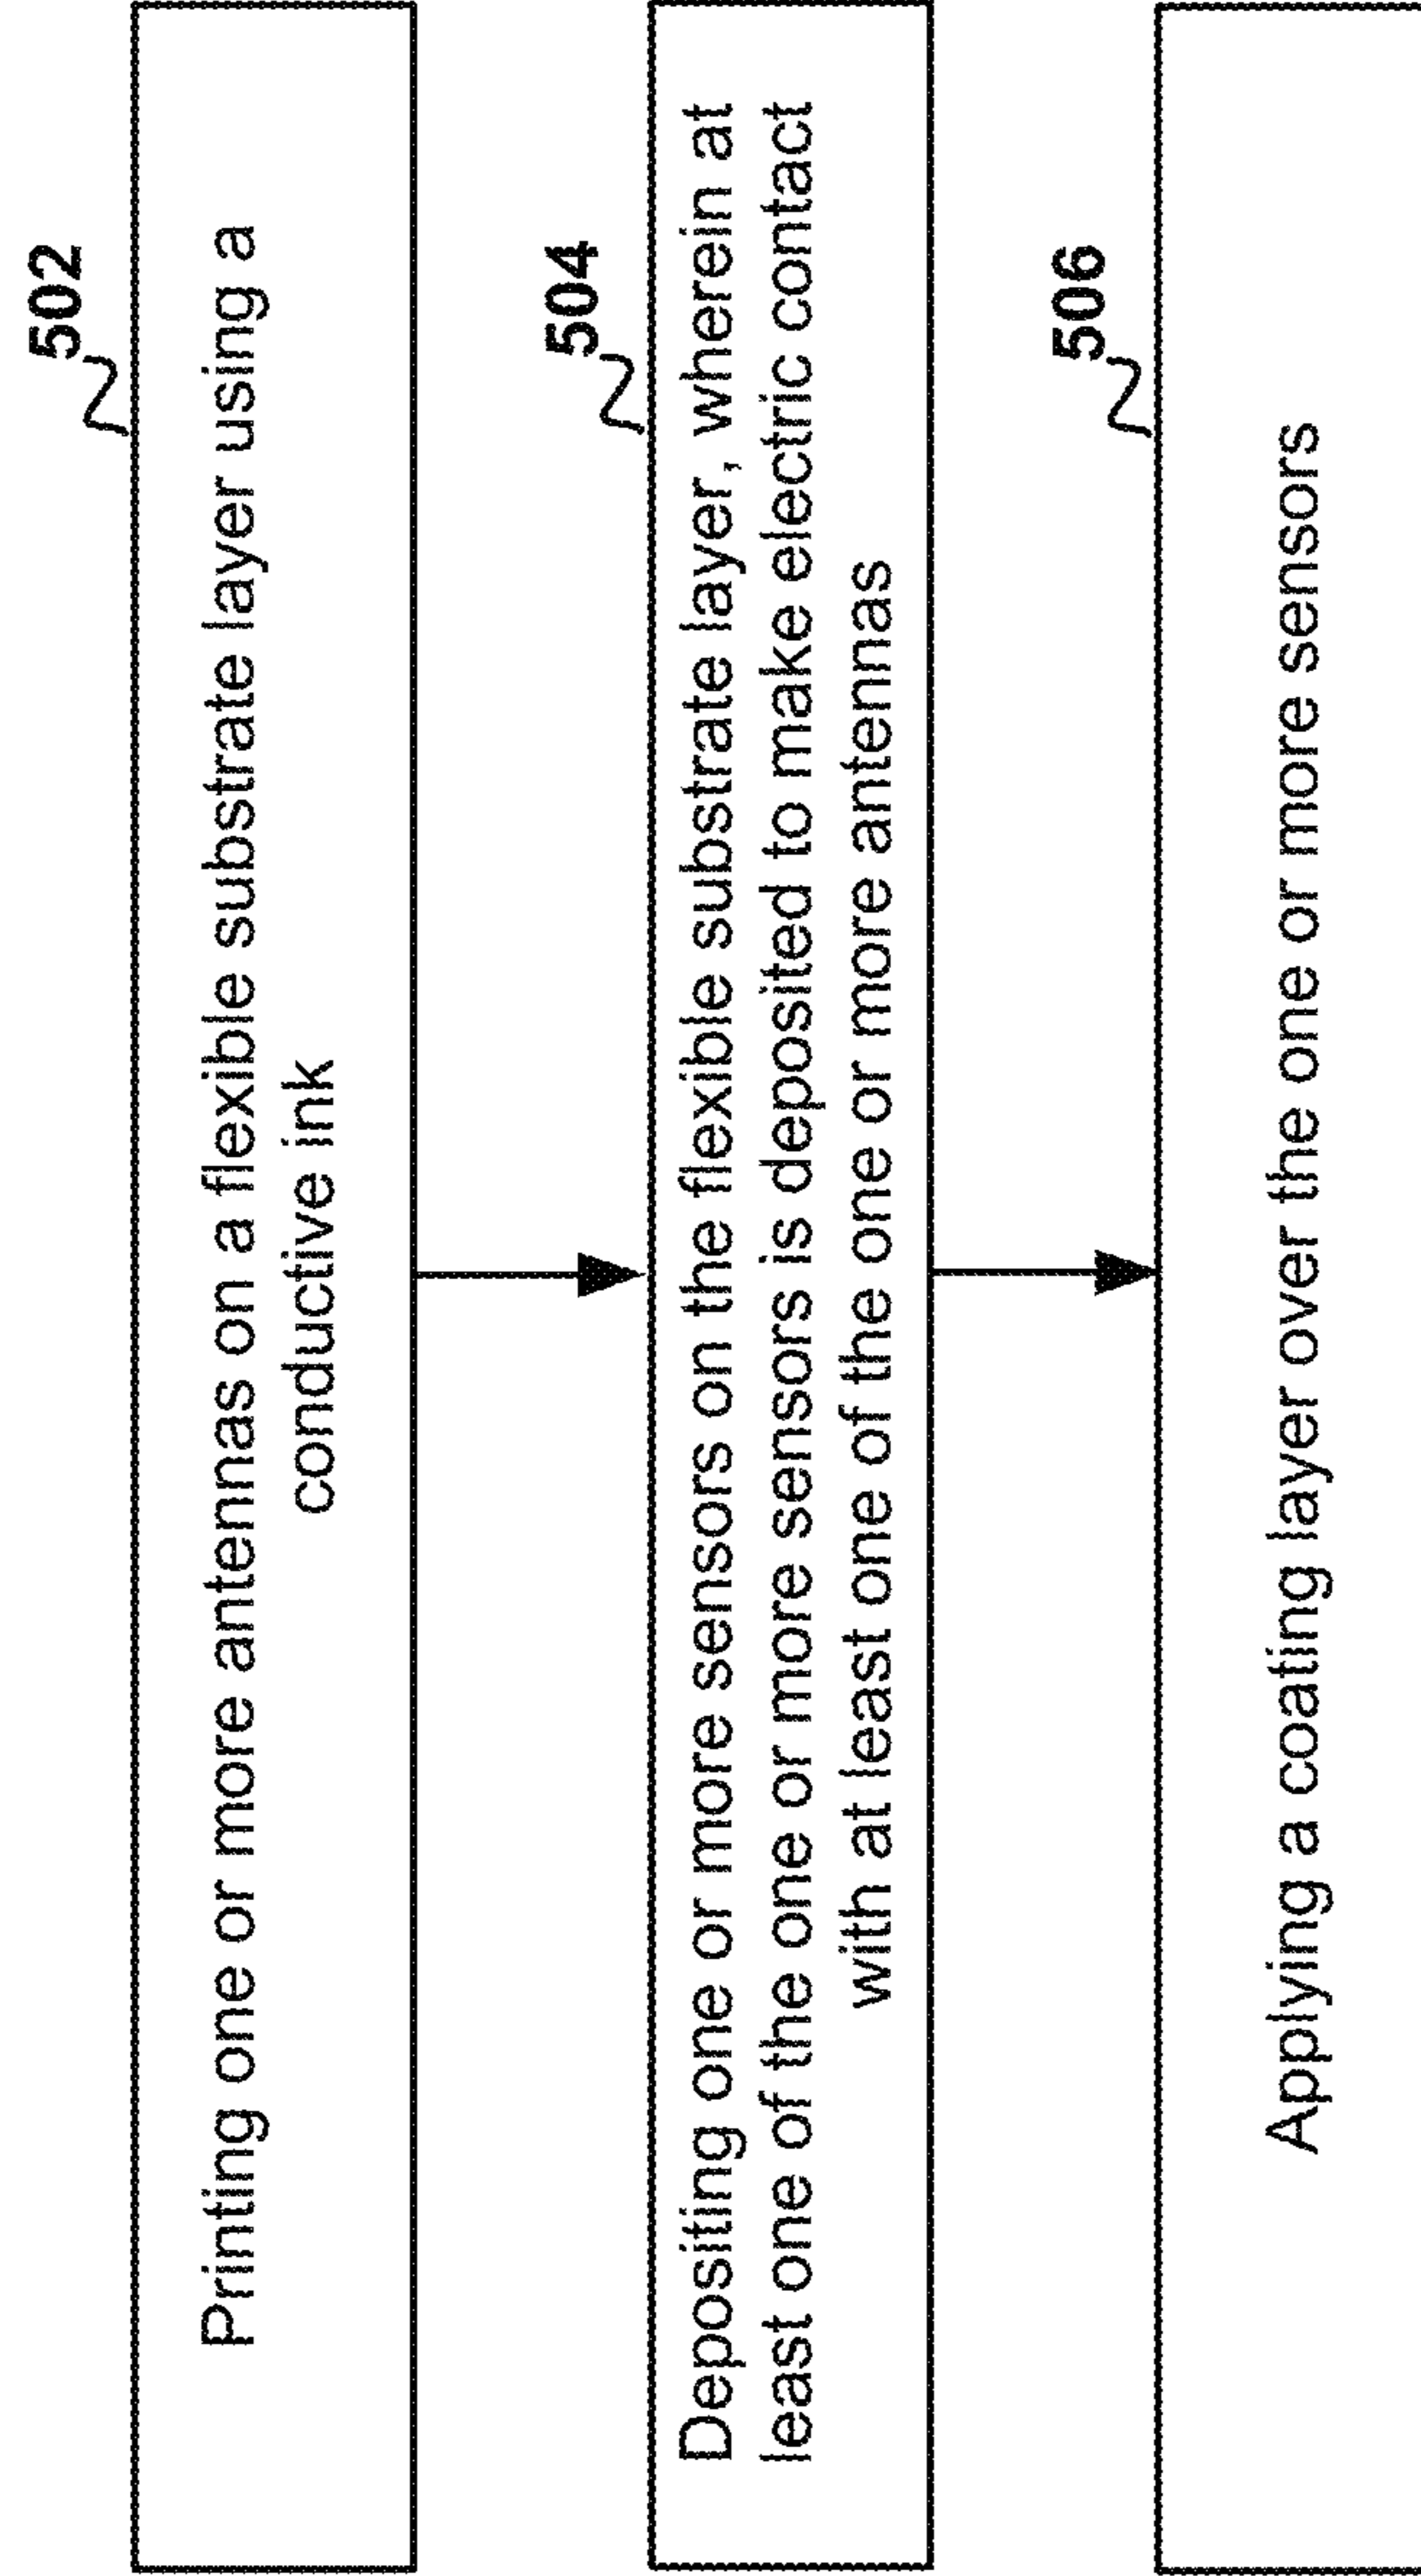 502
Printing one or more antennas on a flexible substrate layer using a
conductive ink
504
Depositing one or more sensors on the flexible substrate layer, wherein at
least one of the one or more sensors is deposited to make electric contact
with at least one of the one or more antennas
506
Applying a coating layer over the one or more sensors